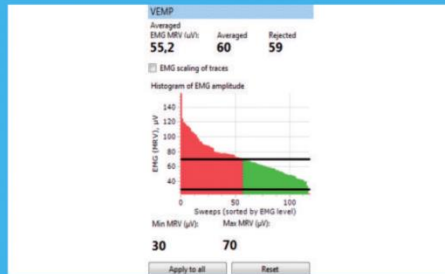 VEMP
Averaged
EMG MRV (µV): Averaged Rejected
55,2 60 59
EMG scaling of traces
Histogram of EMG amplitude
EMG (MRV), µV
140
120
100
80
60
40
0 50 100
Sweeps (sorted by EMG level)
Min MRV (µV): Max MRV (µV):
30 70
Apply to all Reset